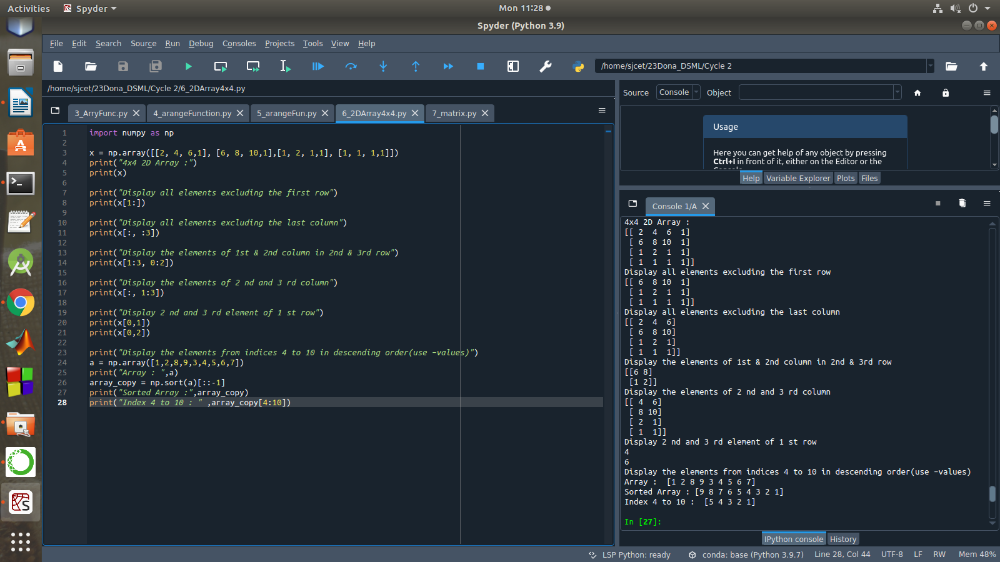 Activities Spyder Mon 11:28
Spyder (Python 3.9)
File Edit Search Source Run Debug Consoles Projects Tools View Help
/home/sjcet/23Dona_DSML/Cycle 2
/home/sjcet/23Dona_DSML/Cycle 2/6_2DArray4x4.py
3_ArryFunc.py 4_arangeFunction.py 5_arangeFun.py 6_2DArray4x4.py 7_matrix.py
1 import numpy as np
2
3 x = np.array([[2, 4, 6,1], [6, 8, 10,1],[1, 2, 1,1], [1, 1, 1,1]])
4 print("4x4 2D Array :")
5 print(x)
6
7 print("Display all elements excluding the first row")
8 print(x[1:])
9
10 print("Display all elements excluding the last column")
11 print(x[:, :3])
12
13 print("Display the elements of 1st & 2nd column in 2nd & 3rd row")
14 print(x[1:3, 0:2])
15
16 print("Display the elements of 2 nd and 3 rd column")
17 print(x[:, 1:3])
18
19 print("Display 2 nd and 3 rd element of 1 st row")
20 print(x[0,1])
21 print(x[0,2])
22
23 print("Display the elements from indices 4 to 10 in descending order(use -values)")
24 a = np.array([1,2,8,9,3,4,5,6,7])
25 print("Array : ",a)
26 array_copy = np.sort(a)[::-1]
27 print("Sorted Array :",array_copy)
28 print("Index 4 to 10 : " ,array_copy[4:10])
Source Console Object
Usage
Here you can get help of any object by pressing
Ctrl+I in front of it, either on the Editor or the
Console.
Help Variable Explorer Plots Files
Console 1/A
4x4 2D Array :
[[ 2 4 6 1]
[ 6 8 10 1]
[ 1 2 1 1]
[ 1 1 1 1]]
Display all elements excluding the first row
[[ 6 8 10 1]
[ 1 2 1 1]
[ 1 1 1 1]]
Display all elements excluding the last column
[[ 2 4 6]
[ 6 8 10]
[ 1 2 1]
[ 1 1 1]]
Display the elements of 1st & 2nd column in 2nd & 3rd row
[[6 8]
[1 2]]
Display the elements of 2 nd and 3 rd column
[[ 4 6]
[ 8 10]
[ 2 1]
[ 1 1]]
Display 2 nd and 3 rd element of 1 st row
4
6
Display the elements from indices 4 to 10 in descending order(use -values)
Array : [1 2 8 9 3 4 5 6 7]
Sorted Array : [9 8 7 6 5 4 3 2 1]
Index 4 to 10 : [5 4 3 2 1]
In [27]:
IPython console History
LSP Python: ready conda: base (Python 3.9.7) Line 28, Col 44 UTF-8 LF RW Mem 48%